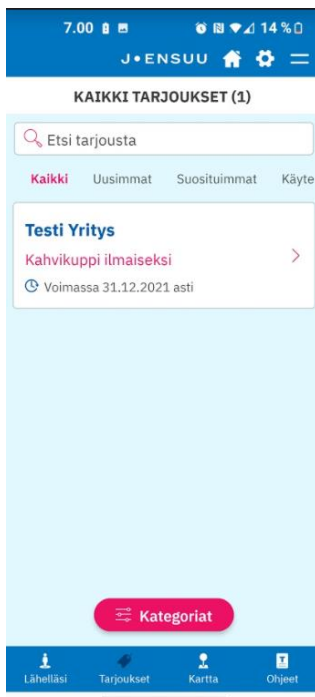 7.00 14 %
J•ENSUU
KAIKKI TARJOUKSET (1)
Etsi tarjousta
Kaikki Uusimmat Suosituimmat Käyte
Testi Yritys
Kahvikuppi ilmaiseksi
Voimassa 31.12.2021 asti
Kategoriat
Lähelläsi Tarjoukset Kartta Ohjeet